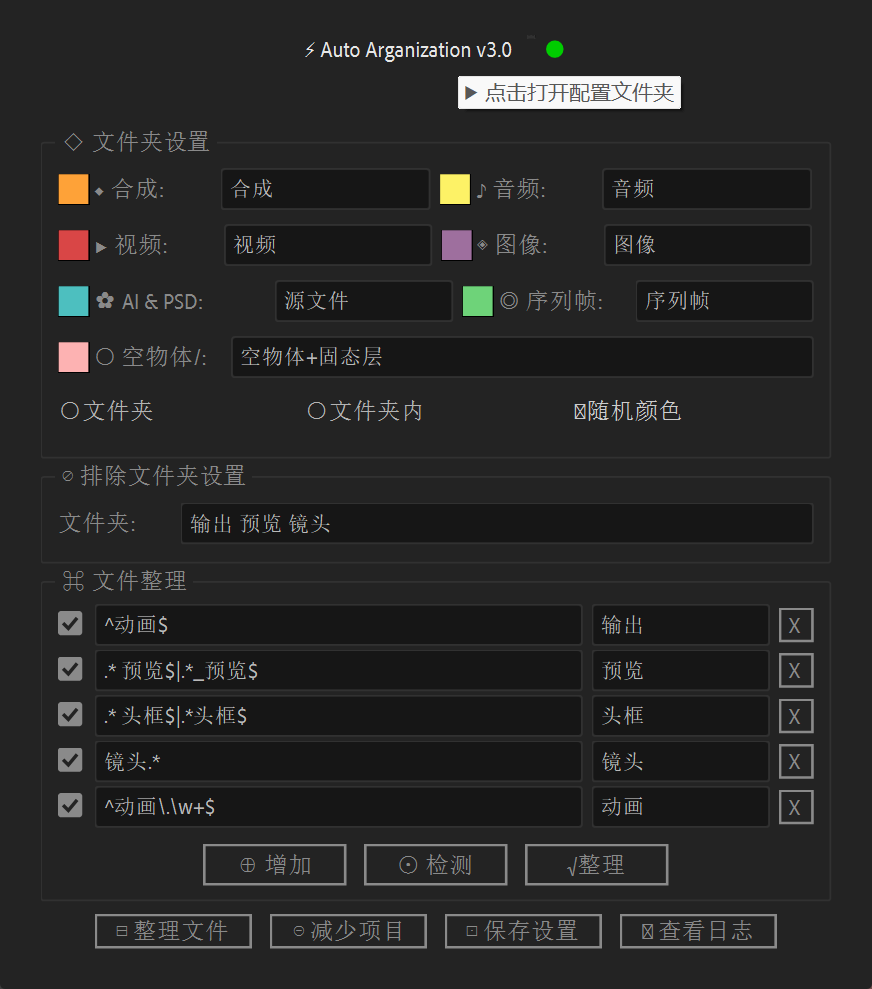 ⚡ Auto Arganization v3.0
▶ 点击打开配置文件夹
◇ 文件夹设置
◆ 合成: 合成 ♪ 音频: 音频
▶ 视频: 视频 ◈ 图像: 图像
✿ AI & PSD: 源文件 ◎ 序列帧: 序列帧
〇 空物体/: 空物体+固态层
〇文件夹 〇文件夹内 随机颜色
⊘ 排除文件夹设置
文件夹: 输出 预览 镜头
⌘ 文件整理
^动画$ 输出 X
.* 预览$|.*_预览$ 预览 X
.* 头框$|.*头框$ 头框 X
镜头.* 镜头 X
^动画\.\w+$ 动画 X
⊕ 增加 ⊙ 检测 √整理
⊟ 整理文件 ⊝ 减少项目 ⊡ 保存设置 查看日志